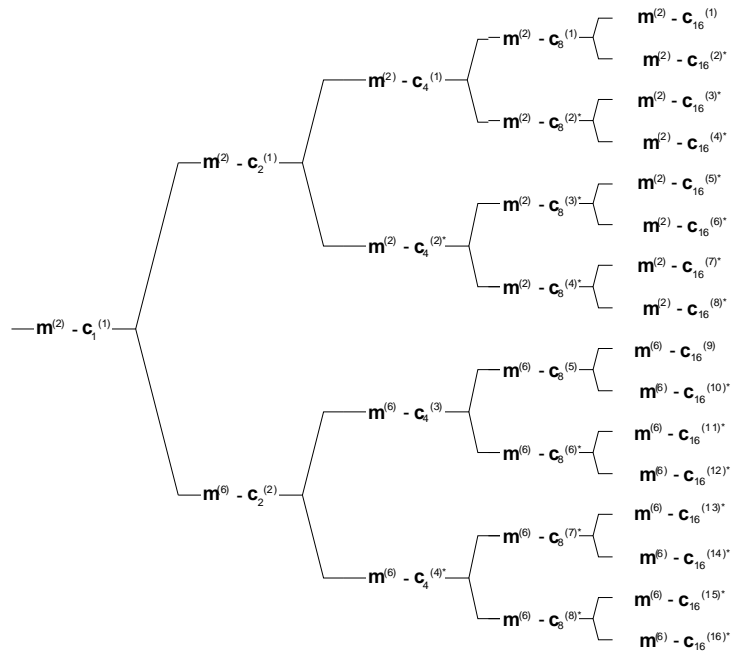 m(2) - c16(1)
m(2) - c8(1)
m(2) - c16(2)*
m(2) - c4(1)
m(2) - c16(3)*
m(2) - c8(2)*
m(2) - c16(4)*
m(2) - c2(1)
m(2) - c16(5)*
m(2) - c8(3)*
m(2) - c16(6)*
m(2) - c4(2)*
m(2) - c16(7)*
m(2) - c8(4)*
m(2) - c16(8)*
m(2) - c1(1)
m(6) - c16(9)
m(6) - c8(5)
m(6) - c16(10)*
m(6) - c4(3)
m(6) - c16(11)*
m(6) - c8(6)*
m(6) - c16(12)*
m(6) - c2(2)
m(6) - c16(13)*
m(6) - c8(7)*
m(6) - c16(14)*
m(6) - c4(4)*
m(6) - c16(15)*
m(6) - c8(8)*
m(6) - c16(16)*